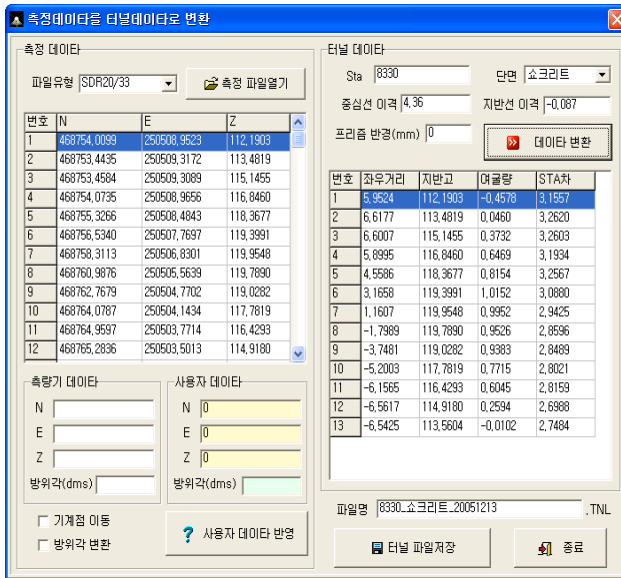 측정데이타를 터널데이타로 변환
측정 데이타
파일유형 SDR20/33 측정 파일열기
번호 N E Z
1 468754,0099 250508,9523 112,1903
2 468753,4435 250509,3172 113,4819
3 468753,4584 250509,3089 115,1455
4 468754,0735 250508,9656 116,8460
5 468755,3266 250508,4843 118,3677
6 468756,5340 250507,7697 119,3991
7 468758,3113 250506,8301 119,9548
8 468760,9876 250505,5639 119,7890
9 468762,7679 250504,7702 119,0282
10 468764,0787 250504,1434 117,7819
11 468764,9597 250503,7714 116,4293
12 468765,2836 250503,5013 114,9180
측량기 데이타
N
E
Z
방위각(dms)
사용자 데이타
N 0
E 0
Z 0
방위각(dms)
기계점 이동
방위각 변환
? 사용자 데이타 반영
터널 데이타
Sta 8330 단면 쇼크리트
중심선 이격 4,36 지반선 이격 -0,087
프리즘 반경(mm) 0 데이타 변환
번호 좌우거리 지반고 여굴량 STA차
1 5,9524 112,1903 -0,4578 3,1557
2 6,6177 113,4819 0,0460 3,2620
3 6,6007 115,1455 0,3732 3,2603
4 5,8995 116,8460 0,6469 3,1934
5 4,5586 118,3677 0,8154 3,2567
6 3,1658 119,3991 1,0152 3,0880
7 1,1607 119,9548 0,9952 2,9425
8 -1,7989 119,7890 0,9526 2,8596
9 -3,7481 119,0282 0,9383 2,8489
10 -5,2003 117,7819 0,7715 2,8021
11 -6,1565 116,4293 0,6045 2,8159
12 -6,5617 114,9180 0,2594 2,6988
13 -6,5425 113,5604 -0,0102 2,7484
파일명 8330_쇼크리트_20051213 ,TNL
터널 파일저장 종료